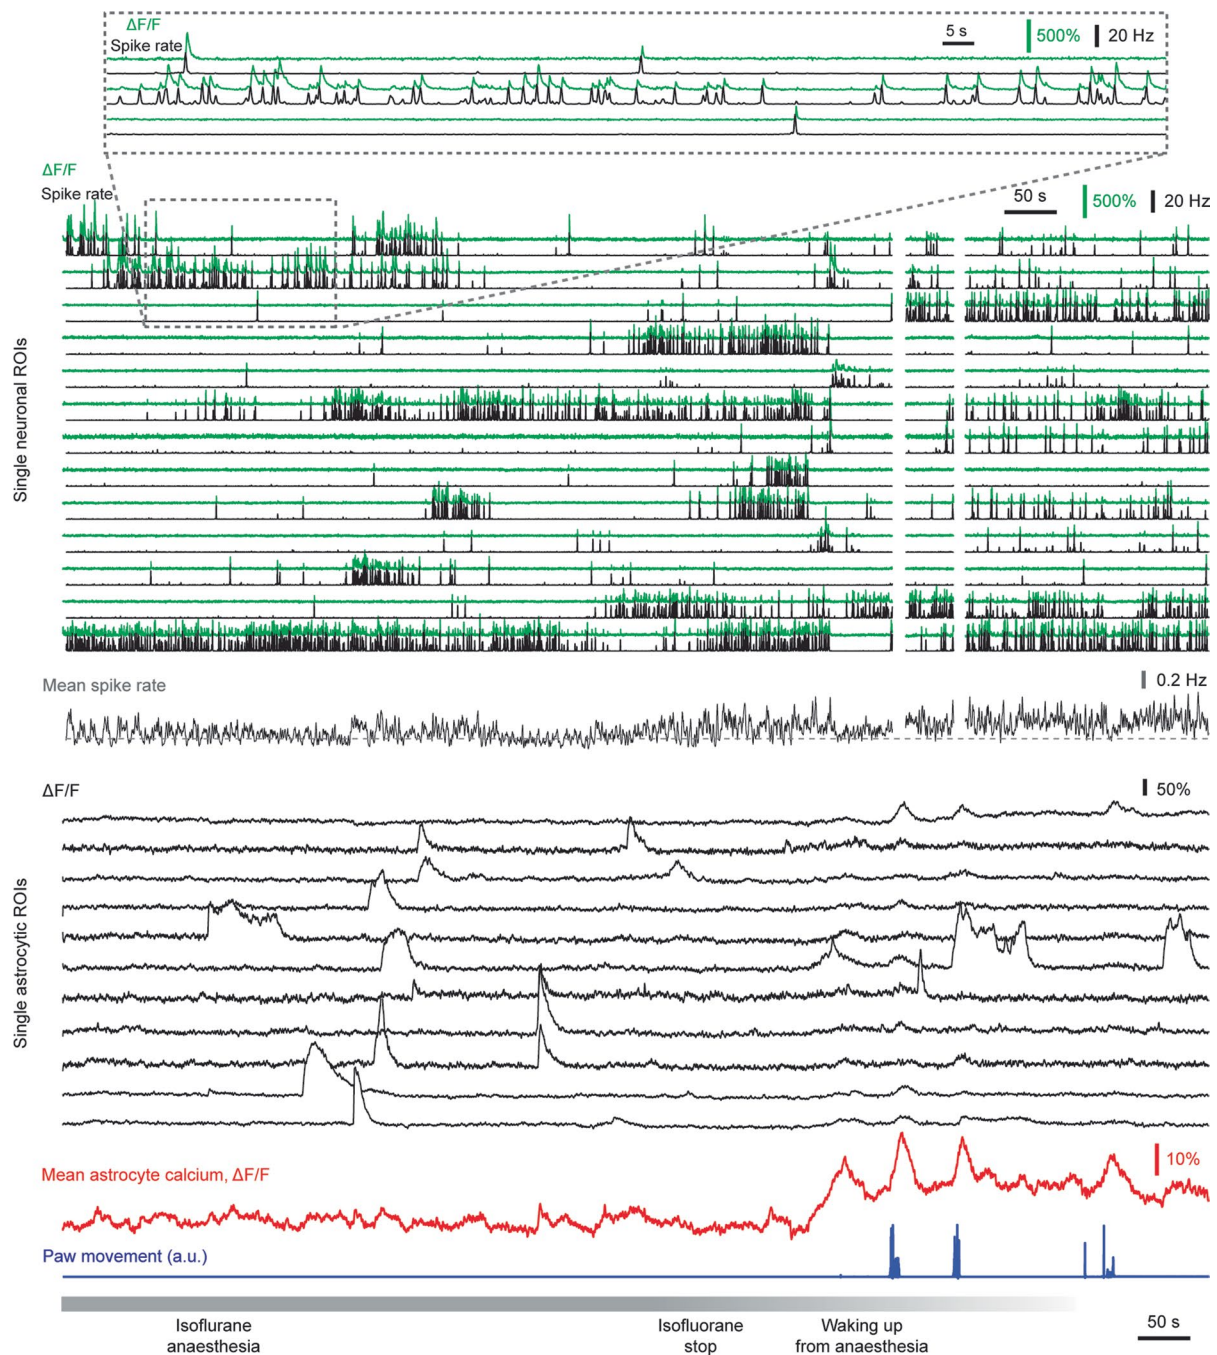 ΔF/F
Spike rate
5 s
500%
20 Hz
ΔF/F
Spike rate
50 s
500%
20 Hz
Single neuronal ROIs
Mean spike rate
0.2 Hz
ΔF/F
50%
Single astrocytic ROIs
Mean astrocyte calcium, ΔF/F
10%
Paw movement (a.u.)
Isoflurane
anaesthesia
Isofluorane
stop
Waking up
from anaesthesia
50 s